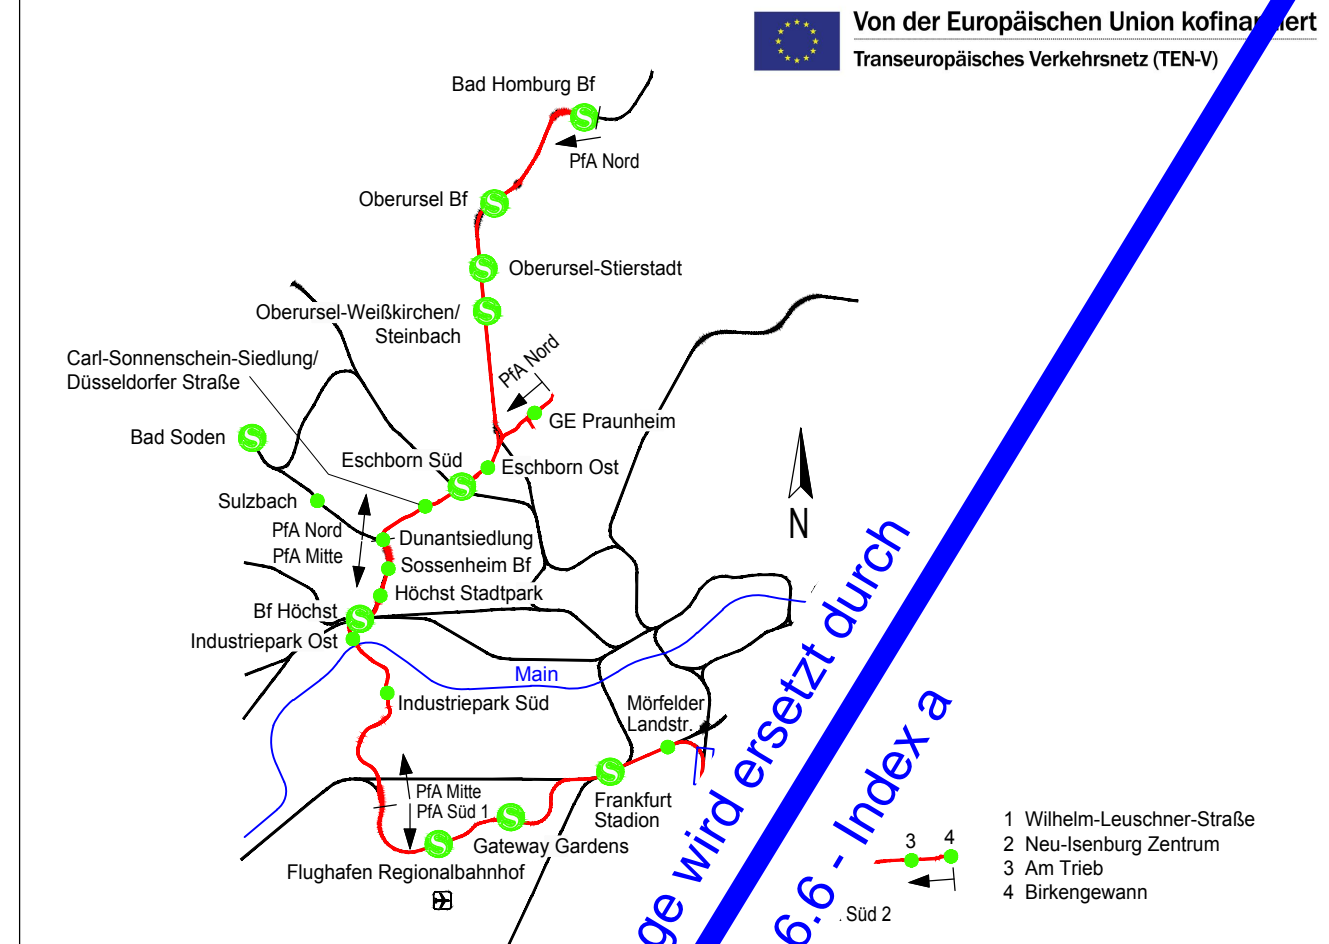 Von der Europäischen Union kofinanziert
Transeuropäisches Verkehrsnetz (TEN-V)
Bad Homburg Bf
PfA Nord
Oberursel Bf
Oberursel-Stierstadt
Oberursel-Weißkirchen/
Steinbach
Carl-Sonnenschein-Siedlung/
Düsseldorfer Straße
PfA Nord
GE Praunheim
Bad Soden
Eschborn Süd
Eschborn Ost
Sulzbach
PfA Nord
PfA Mitte
Dunantsiedlung
Sossenheim Bf
Höchst Stadtpark
Bf Höchst
Industriepark Ost
N
Main
Industriepark Süd
Mörfelder
Landstr.
PfA Mitte
PfA Süd 1
Frankfurt
Stadion
Gateway Gardens
Flughafen Regionalbahnhof
ge wird ersetzt durch
6.6 - Index a
3 4
Süd 2
1 Wilhelm-Leuschner-Straße
2 Neu-Isenburg Zentrum
3 Am Trieb
4 Birkengewann